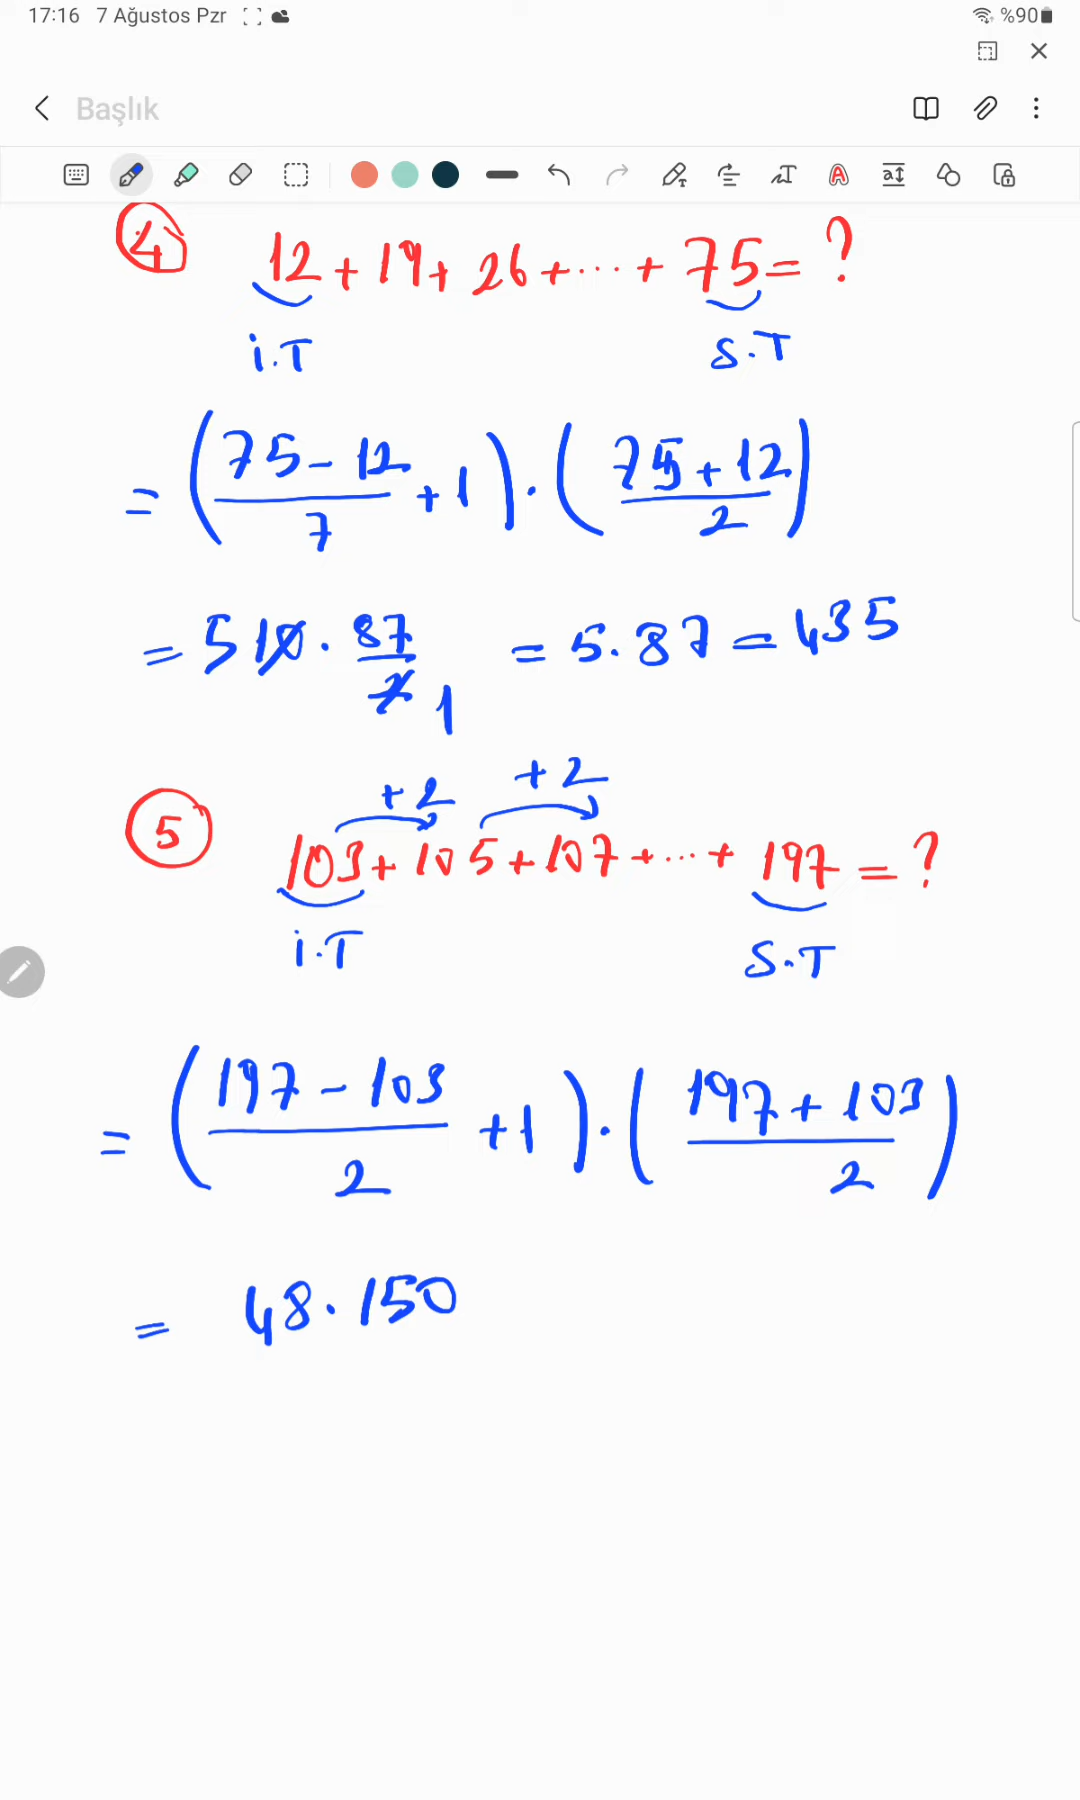 17:16 7 Ağustos Pzr %90
Başlık
4 12 + 19 + 26 + ... + 75 = ?
i.T S.T
= (75 - 12 / 7 + 1) . (75 + 12 / 2)
= 5 10 . 87 / 2 1 = 5 . 87 = 435
+2 +2
5 103 + 105 + 107 + ... + 197 = ?
i.T S.T
= (197 - 103 / 2 + 1) . (197 + 103 / 2)
= 48 . 150